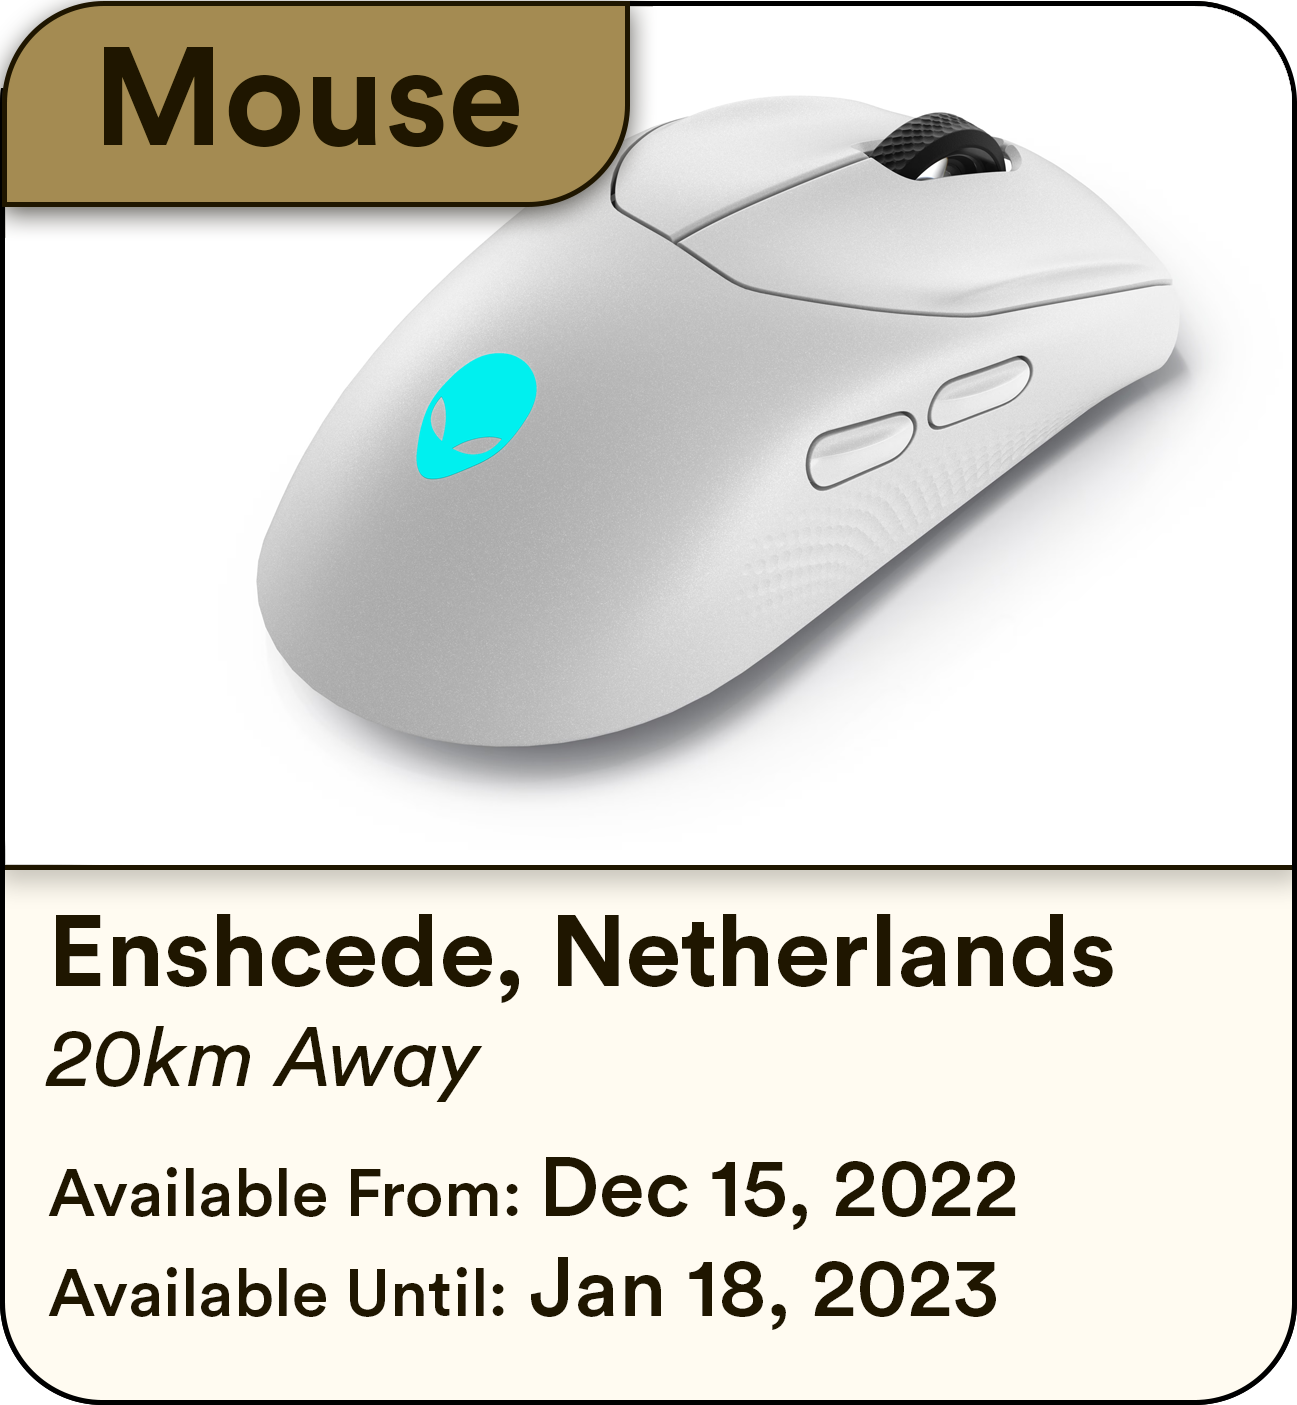 Mouse
Enshcede, Netherlands
20km Away
Available From: Dec 15, 2022
Available Until: Jan 18, 2023